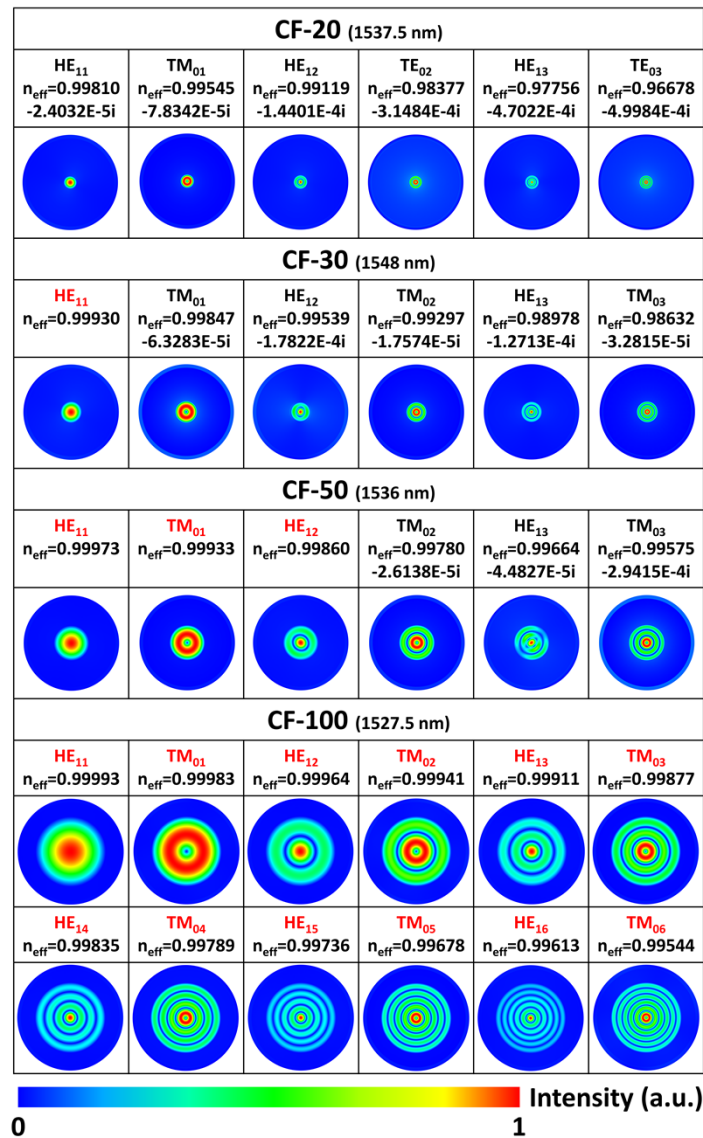 CF-20 (1537.5 nm)
HE11 TM01 HE12 TE02 HE13 TE03
neff=0.99810 neff=0.99545 neff=0.99119 neff=0.98377 neff=0.97756 neff=0.96678
-2.4032E-5i -7.8342E-5i -1.4401E-4i -3.1484E-4i -4.7022E-4i -4.9984E-4i
CF-30 (1548 nm)
HE11 TM01 HE12 TM02 HE13 TM03
neff=0.99930 neff=0.99847 neff=0.99539 neff=0.99297 neff=0.98978 neff=0.98632
-6.3283E-5i -1.7822E-4i -1.7574E-5i -1.2713E-4i -3.2815E-5i
CF-50 (1536 nm)
HE11 TM01 HE12 TM02 HE13 TM03
neff=0.99973 neff=0.99933 neff=0.99860 neff=0.99780 neff=0.99664 neff=0.99575
-2.6138E-5i -4.4827E-5i -2.9415E-4i
CF-100 (1527.5 nm)
HE11 TM01 HE12 TM02 HE13 TM03
neff=0.99993 neff=0.99983 neff=0.99964 neff=0.99941 neff=0.99911 neff=0.99877
HE14 TM04 HE15 TM05 HE16 TM06
neff=0.99835 neff=0.99789 neff=0.99736 neff=0.99678 neff=0.99613 neff=0.99544
Intensity (a.u.)
0 1